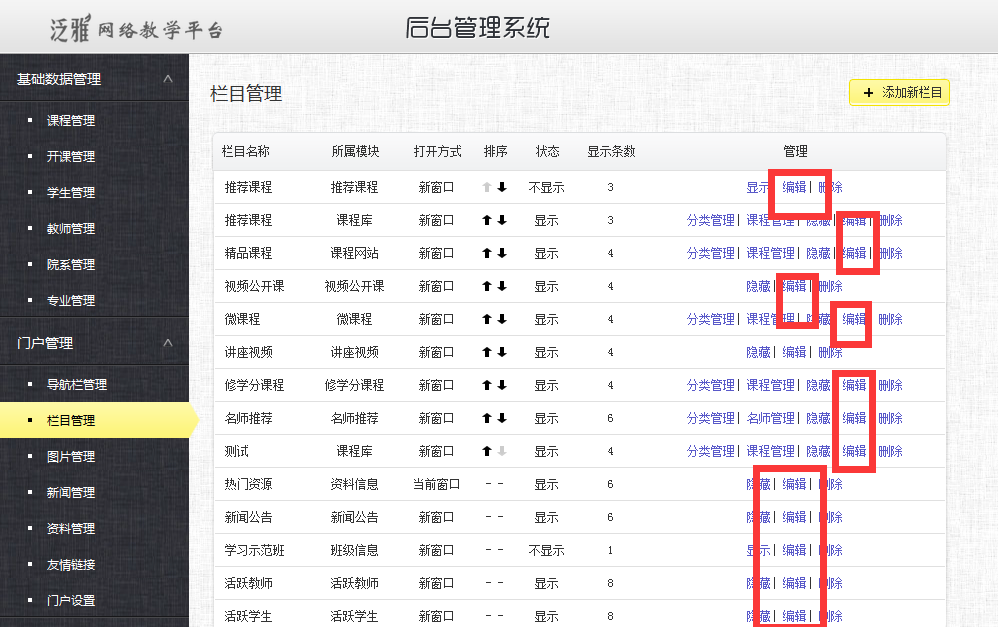 泛雅 网络教学平台
后台管理系统
基础数据管理
课程管理
开课管理
学生管理
教师管理
院系管理
专业管理
门户管理
导航栏管理
栏目管理
图片管理
新闻管理
资料管理
友情链接
门户设置
栏目管理
+ 添加新栏目
栏目名称 所属模块 打开方式 排序 状态 显示条数 管理
推荐课程 推荐课程 新窗口 ⬆ ⬇ 不显示 3 显示| 编辑| 删除
推荐课程 课程库 新窗口 ⬆ ⬇ 显示 3 分类管理| 课程管理| 隐藏| 编辑| 删除
精品课程 课程网站 新窗口 ⬆ ⬇ 显示 4 分类管理| 课程管理| 隐藏| 编辑| 删除
视频公开课 视频公开课 新窗口 ⬆ ⬇ 显示 4 隐藏| 编辑| 删除
微课程 微课程 新窗口 ⬆ ⬇ 显示 4 分类管理| 课程管理| 隐藏| 编辑| 删除
讲座视频 讲座视频 新窗口 ⬆ ⬇ 显示 4 隐藏| 编辑| 删除
修学分课程 修学分课程 新窗口 ⬆ ⬇ 显示 4 分类管理| 课程管理| 隐藏| 编辑| 删除
名师推荐 名师推荐 新窗口 ⬆ ⬇ 显示 6 分类管理| 名师管理| 隐藏| 编辑| 删除
测试 课程库 新窗口 ⬆ ⬇ 显示 4 分类管理| 课程管理| 隐藏| 编辑| 删除
热门资源 资料信息 当前窗口 - - 显示 6 隐藏| 编辑| 删除
新闻公告 新闻公告 新窗口 - - 显示 6 隐藏| 编辑| 删除
学习示范班 班级信息 新窗口 - - 不显示 1 显示| 编辑| 删除
活跃教师 活跃教师 新窗口 - - 显示 8 隐藏| 编辑| 删除
活跃学生 活跃学生 新窗口 - - 显示 8 隐藏| 编辑| 删除